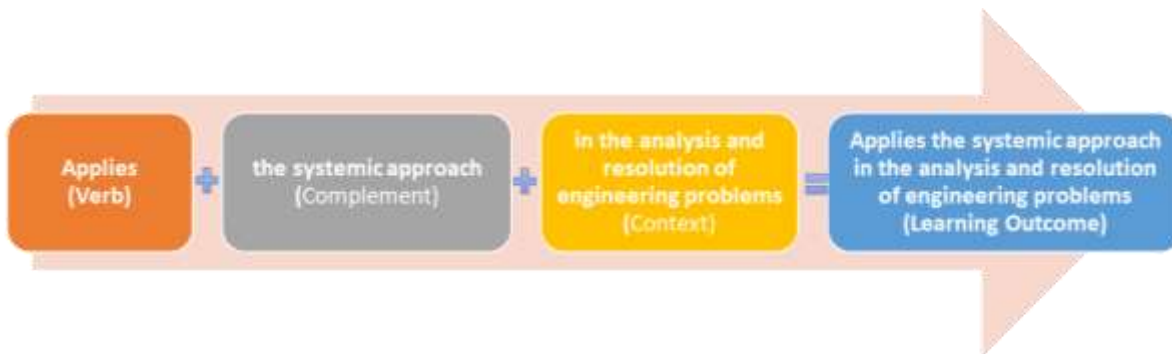 Applies
(Verb)
the systemic approach
(Complement)
in the analysis and
resolution of
engineering problems
(Context)
Applies the systemic approach
in the analysis and resolution
of engineering problems
(Learning Outcome)